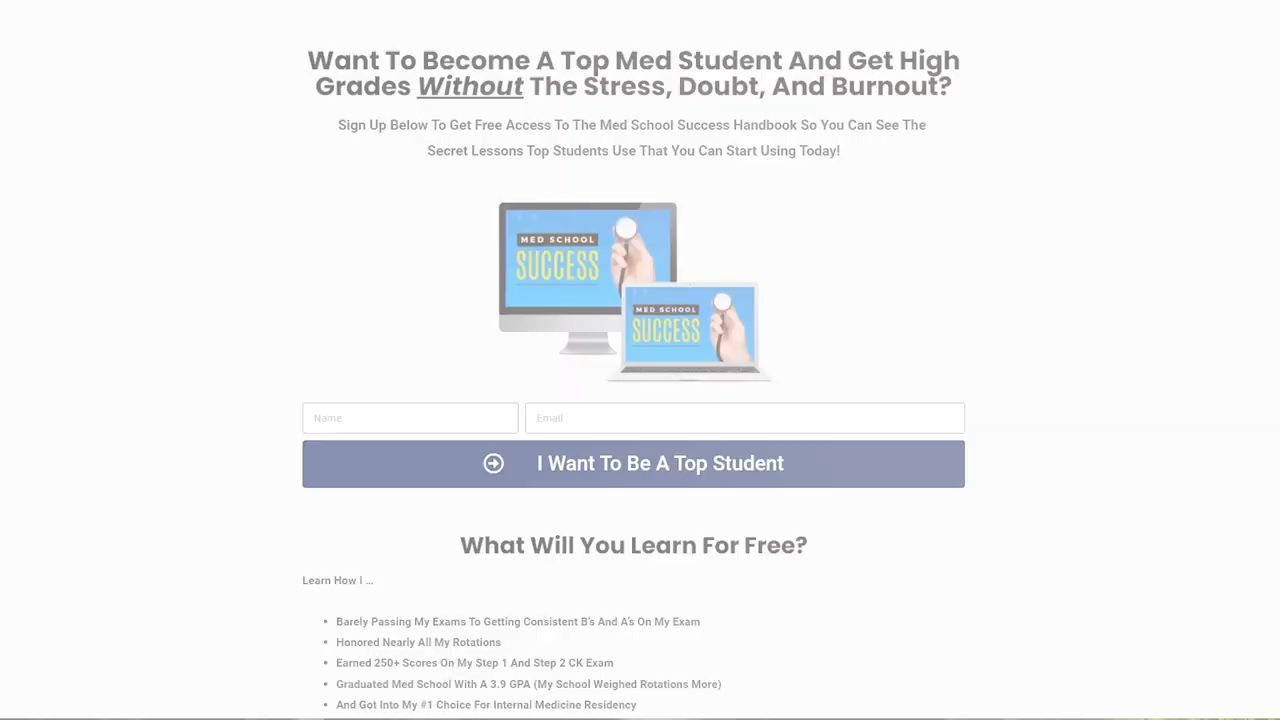 Want To Become A Top Med Student And Get High
Grades Without The Stress, Doubt, And Burnout?
Sign Up Below To Get Free Access To The Med School Success Handbook So You Can See The
Secret Lessons Top Students Use That You Can Start Using Today!
MED SCHOOL
SUCCESS
MED SCHOOL
SUCCESS
Name
Email
I Want To Be A Top Student
What Will You Learn For Free?
Learn How I ...
• Barely Passing My Exams To Getting Consistent B's And A's On My Exam
• Honored Nearly All My Rotations
• Earned 250+ Scores On My Step 1 And Step 2 CK Exam
• Graduated Med School With A 3.9 GPA (My School Weighed Rotations More)
• And Got Into My #1 Choice For Internal Medicine Residency